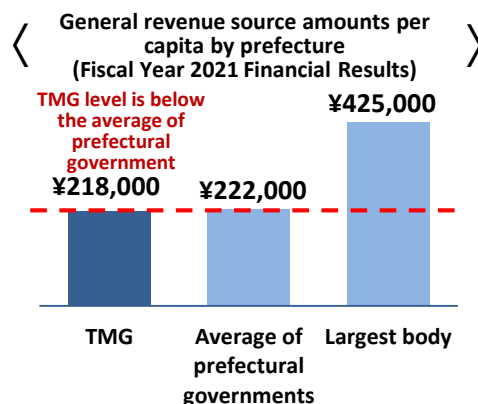 〈 General revenue source amounts per 〉
capita by prefecture
(Fiscal Year 2021 Financial Results)
TMG level is below
the average of
prefectural
government
¥218,000
¥222,000
¥425,000
TMG
Average of
prefectural
governments
Largest body